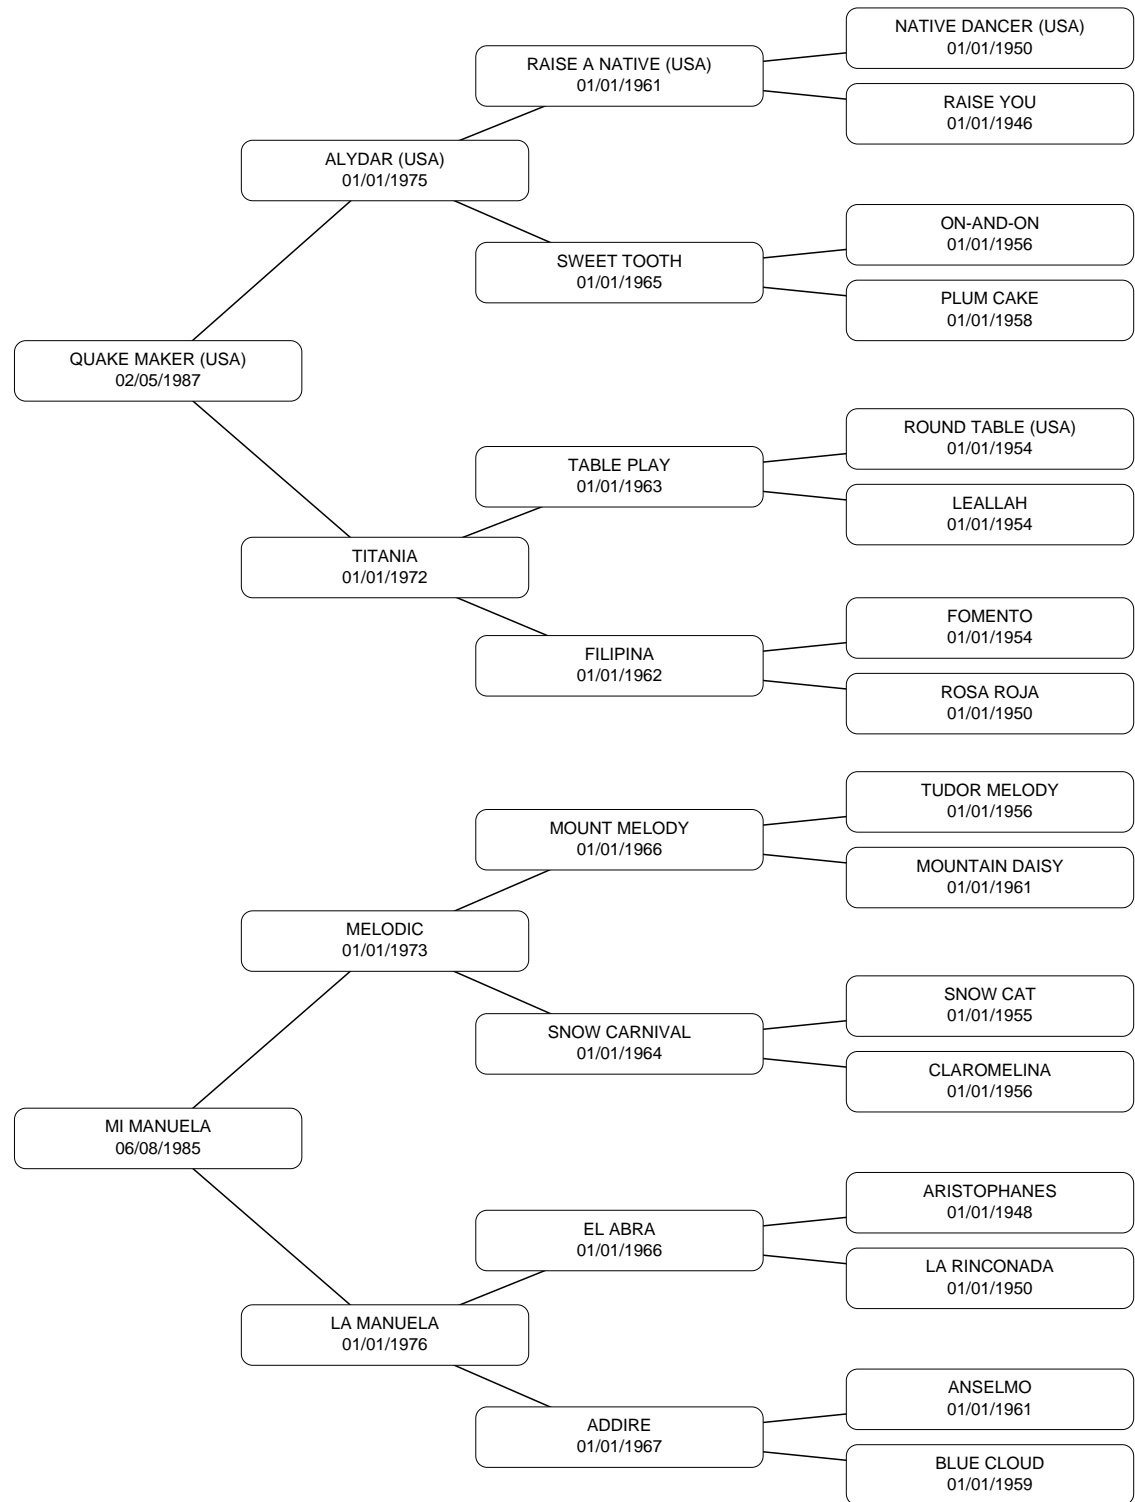 NATIVE DANCER (USA)
01/01/1950
RAISE A NATIVE (USA)
01/01/1961
RAISE YOU
01/01/1946
ALYDAR (USA)
01/01/1975
ON-AND-ON
01/01/1956
SWEET TOOTH
01/01/1965
PLUM CAKE
01/01/1958
QUAKE MAKER (USA)
02/05/1987
ROUND TABLE (USA)
01/01/1954
TABLE PLAY
01/01/1963
LEALLAH
01/01/1954
TITANIA
01/01/1972
FOMENTO
01/01/1954
FILIPINA
01/01/1962
ROSA ROJA
01/01/1950
TUDOR MELODY
01/01/1956
MOUNT MELODY
01/01/1966
MOUNTAIN DAISY
01/01/1961
MELODIC
01/01/1973
SNOW CAT
01/01/1955
SNOW CARNIVAL
01/01/1964
CLAROMELINA
01/01/1956
MI MANUELA
06/08/1985
ARISTOPHANES
01/01/1948
EL ABRA
01/01/1966
LA RINCONADA
01/01/1950
LA MANUELA
01/01/1976
ANSELMO
01/01/1961
ADDIRE
01/01/1967
BLUE CLOUD
01/01/1959